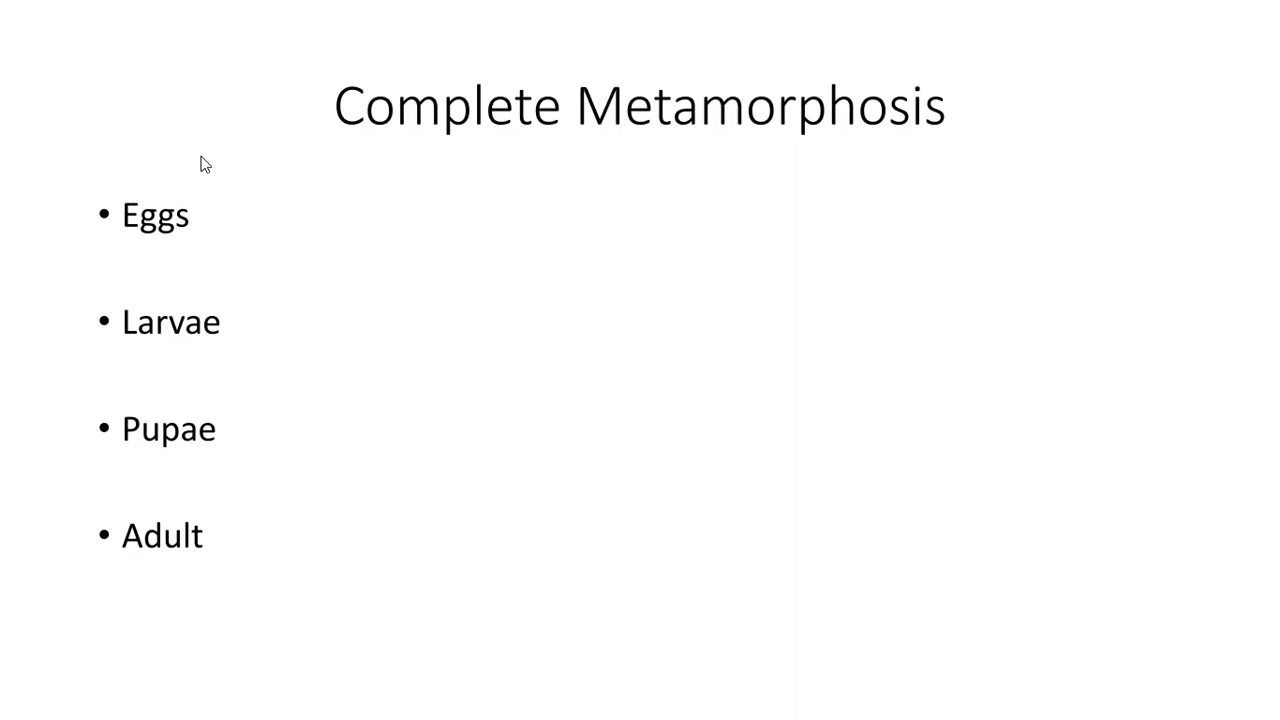 Complete Metamorphosis
• Eggs
• Larvae
• Pupae
• Adult